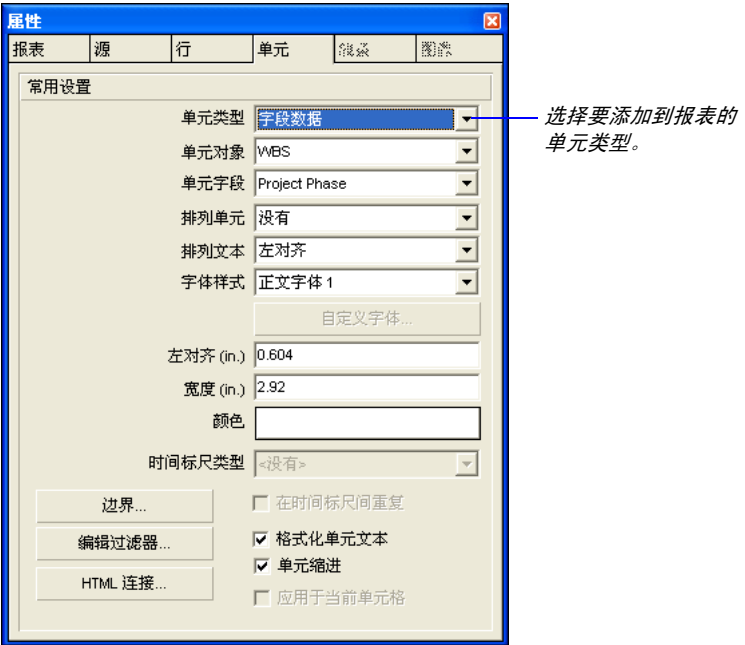 属性
报表 源 行 单元
常用设置
单元类型 字段数据
单元对象 WBS
单元字段 Project Phase
排列单元 没有
排列文本 左对齐
字体样式 正文字体 1
自定义字体...
左对齐 (in.) 0.604
宽度 (in.) 2.92
颜色
时间标尺类型 <没有>
边界... 在时间标尺间重复
编辑过滤器... 格式化单元文本
单元缩进
HTML 连接...
应用于当前单元格
选择要添加到报表的
单元类型。